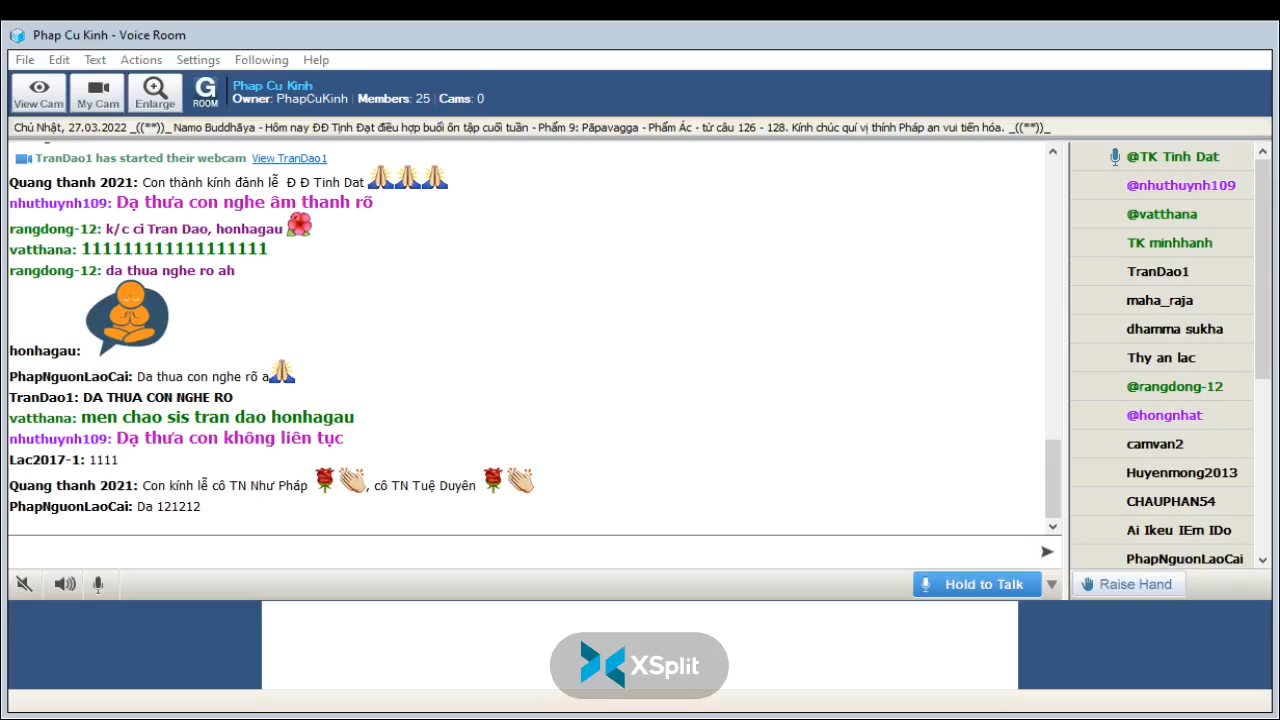 Phap Cu Kinh - Voice Room
File Edit Text Actions Settings Following Help
View Cam My Cam Enlarge G ROOM
Phap Cu Kinh
Owner: PhapCuKinh Members: 25 Cams: 0
Chủ Nhật, 27.03.2022 _((**))_ Namo Buddhāya - Hôm nay ĐĐ Tịnh Đạt điều hợp buổi ôn tập cuối tuần - Phẩm 9: Pāpavagga - Phẩm Ác - từ câu 126 - 128. Kính chúc quí vị thính Pháp an vui tiến hóa. _((**))_
TranDao1 has started their webcam View TranDao1
Quang thanh 2021: Con thành kính đảnh lễ Đ Đ Tinh Dat
nhuthuynh109: Dạ thưa con nghe âm thanh rõ
rangdong-12: k/c ci Tran Dao, honhagau
vatthana: 1111111111111111111
rangdong-12: da thua nghe ro ah
honhagau:
PhapNguonLaoCai: Da thua con nghe rõ a
TranDao1: DA THUA CON NGHE RO
vatthana: men chao sis tran dao honhagau
nhuthuynh109: Dạ thưa con không liên tục
Lac2017-1: 1111
Quang thanh 2021: Con kính lễ cô TN Như Pháp , cô TN Tuệ Duyên
PhapNguonLaoCai: Da 121212
@TK Tinh Dat
@nhuthuynh109
@vatthana
TK minhhanh
TranDao1
maha_raja
dhamma sukha
Thy an lac
@rangdong-12
@hongnhat
camvan2
Huyenmong2013
CHAUPHAN54
Ai Ikeu IEm IDo
PhapNguonLaoCai
Hold to Talk
Raise Hand
XSplit